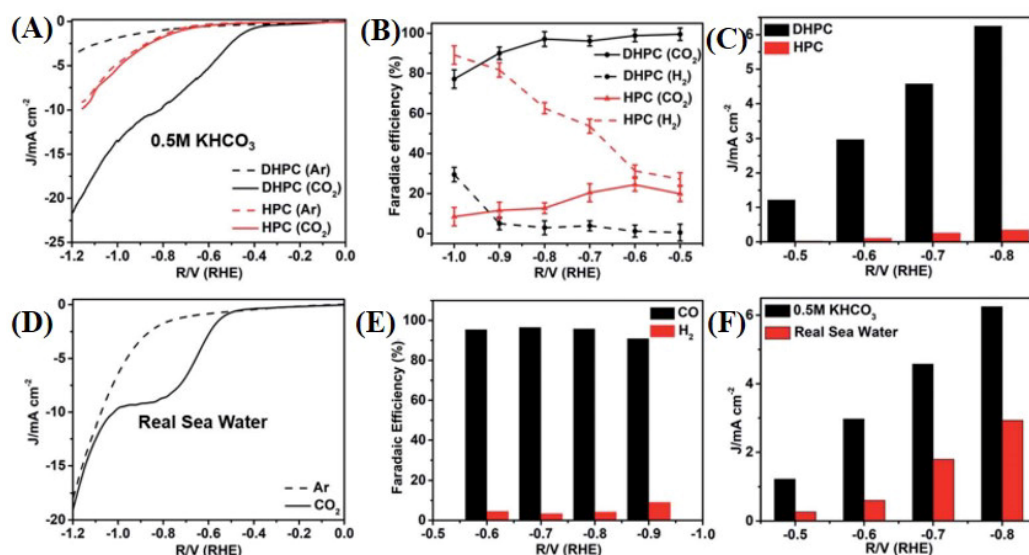 (A)
J/mA cm-2
0
-5
-10
-15
-20
-25
0.5M KHCO3
DHPC (Ar)
DHPC (CO2)
HPC (Ar)
HPC (CO2)
-1.2 -1.0 -0.8 -0.6 -0.4 -0.2 0.0
R/V (RHE)
(B)
Faradiac efficiency (%)
100
80
60
40
20
0
DHPC (CO2)
DHPC (H2)
HPC (CO2)
HPC (H2)
-1.0 -0.9 -0.8 -0.7 -0.6 -0.5
R/V (RHE)
(C)
J/mA cm-2
6
5
4
3
2
1
0
DHPC
HPC
-0.5 -0.6 -0.7 -0.8
R/V (RHE)
(D)
J/mA cm-2
0
-5
-10
-15
-20
Real Sea Water
Ar
CO2
-1.2 -1.0 -0.8 -0.6 -0.4 -0.2 0.0
R/V (RHE)
(E)
Faradaic Efficiency (%)
100
80
60
40
20
0
CO
H2
-0.5 -0.6 -0.7 -0.8 -0.9 -1.0
R/V (RHE)
(F)
J/mA cm-2
6
4
2
0
0.5M KHCO3
Real Sea Water
-0.5 -0.6 -0.7 -0.8
R/V (RHE)